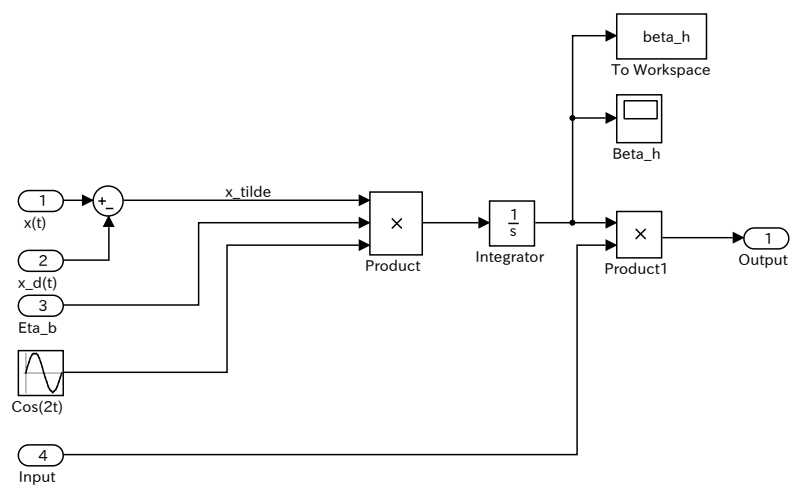 beta_h
To Workspace
Beta_h
1
x(t)
+
−
x_tilde
2
x_d(t)
3
Eta_b
×
Product
1
s
Integrator
×
Product1
1
Output
Cos(2t)
4
Input